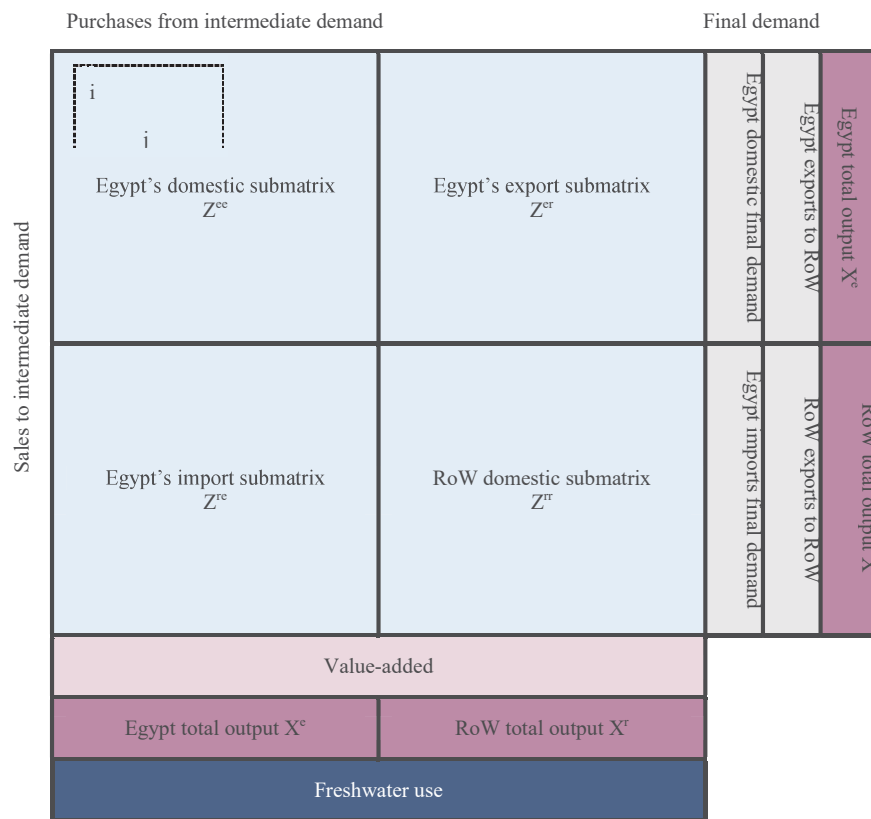 Purchases from intermediate demand
Final demand
Sales to intermediate demand
i
j
Egypt’s domestic submatrix
Zᵉᵉ
Egypt’s export submatrix
Zᵉʳ
Egypt domestic final demand
Egypt exports to RoW
Egypt total output Xᵉ
Egypt’s import submatrix
Zʳᵉ
RoW domestic submatrix
Zʳʳ
Egypt imports final demand
RoW exports to RoW
RoW total output X
Value-added
Egypt total output Xᵉ
RoW total output Xʳ
Freshwater use